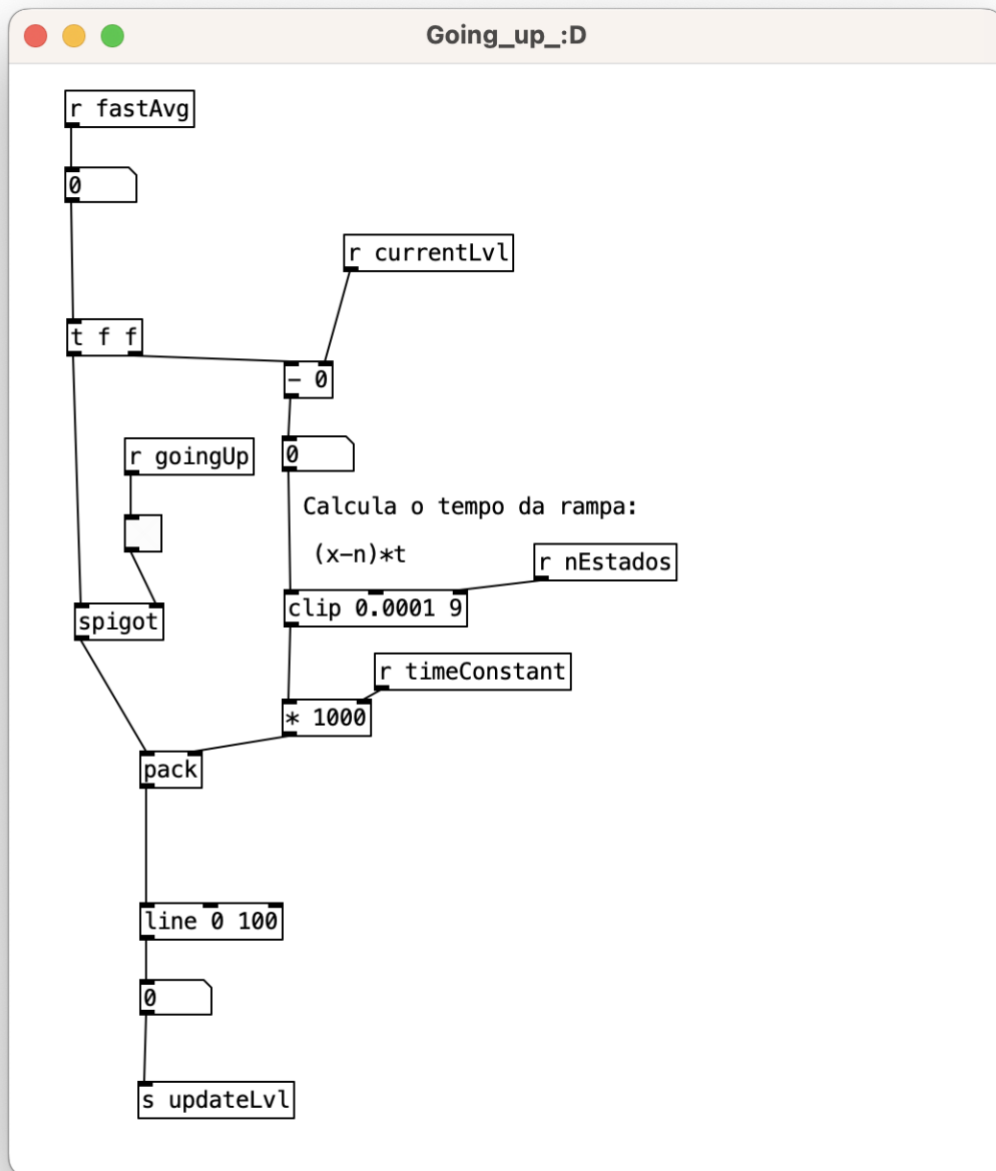 Going_up_:D
r fastAvg
0
r currentLvl
t f f
- 0
r goingUp
0
Calcula o tempo da rampa:
(x-n)*t
r nEstados
clip 0.0001 9
spigot
r timeConstant
* 1000
pack
line 0 100
0
s updateLvl